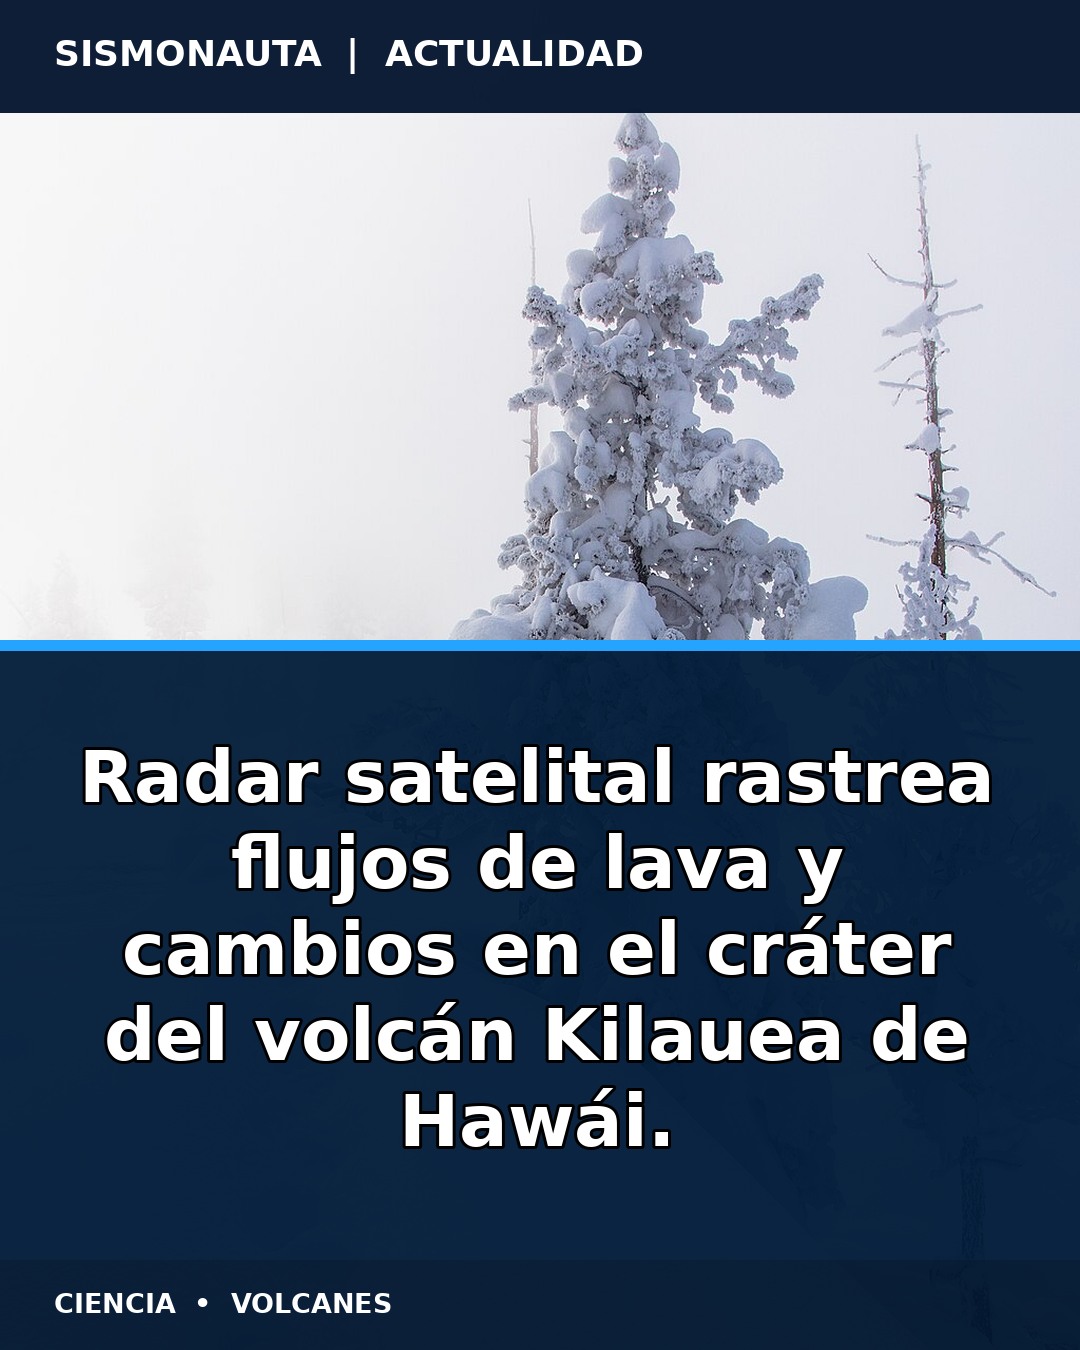 SISMONAUTA | ACTUALIDAD
Radar satelital rastrea
flujos de lava y
cambios en el cráter
del volcán Kilauea de
Hawái.
CIENCIA • VOLCANES